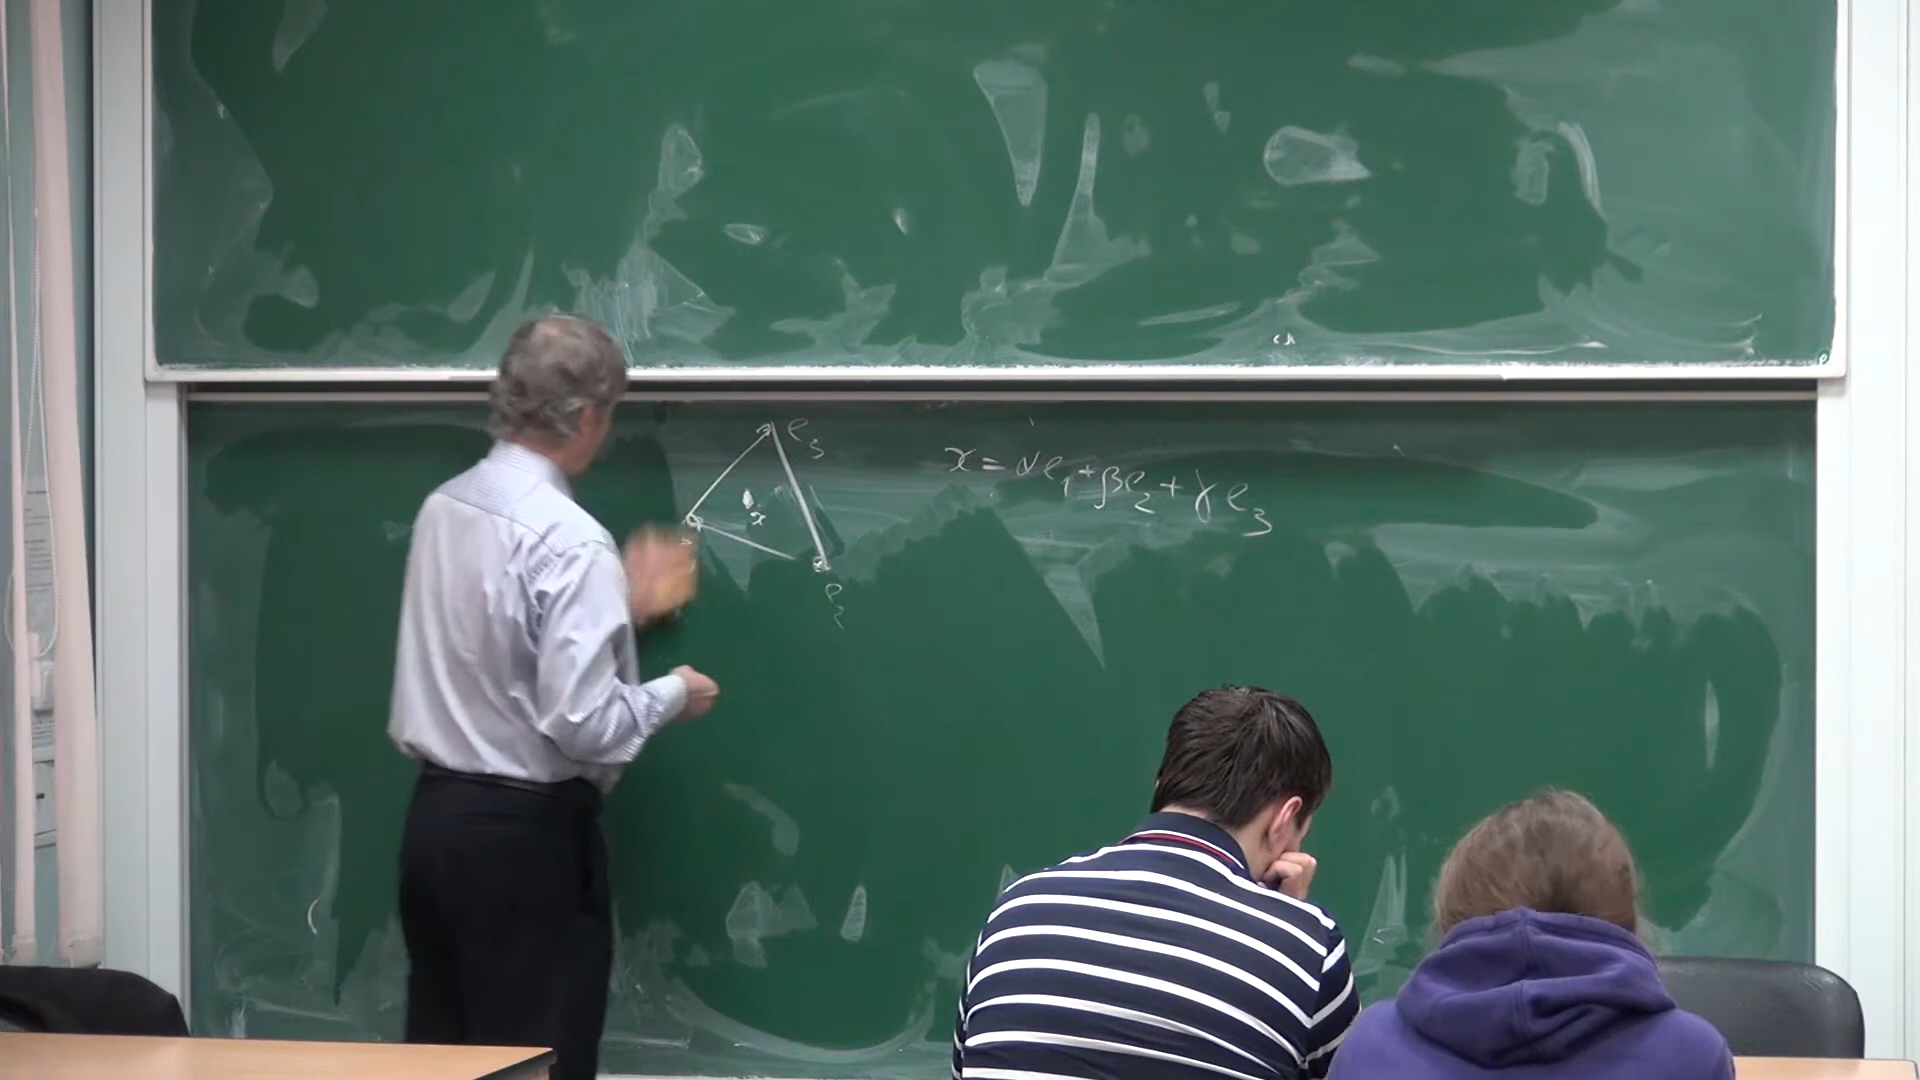 e3
x = αe1 + βe2 + γe3
x
e2